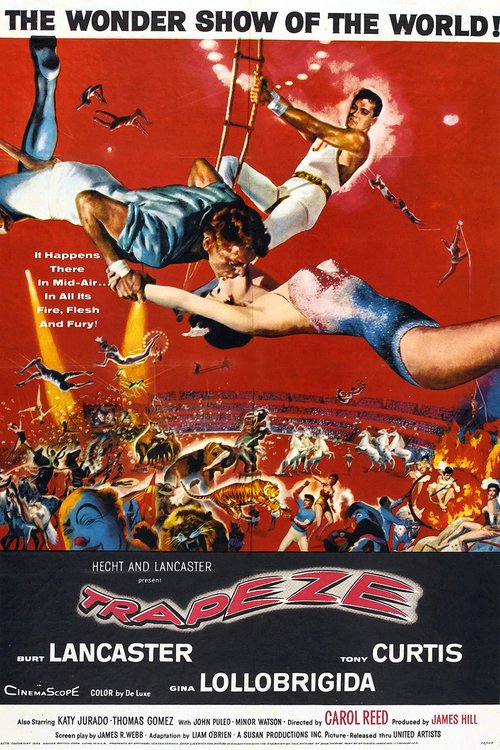 THE WONDER SHOW OF THE WORLD!
It Happens
There
In Mid-Air...
In All Its
Fire, Flesh
And Fury!
HECHT AND LANCASTER
present
TRAPEZE
BURT LANCASTER TONY CURTIS
GINA LOLLOBRIGIDA
CINEMASCOPE COLOR by De Luxe
Also Starring KATY JURADO · THOMAS GOMEZ With JOHN PULEO · MINOR WATSON · Directed by CAROL REED Produced by JAMES HILL
Screen play by JAMES R. WEBB · Adaptation by LIAM O'BRIEN · A SUSAN PRODUCTIONS INC. Picture · Released thru UNITED ARTISTS